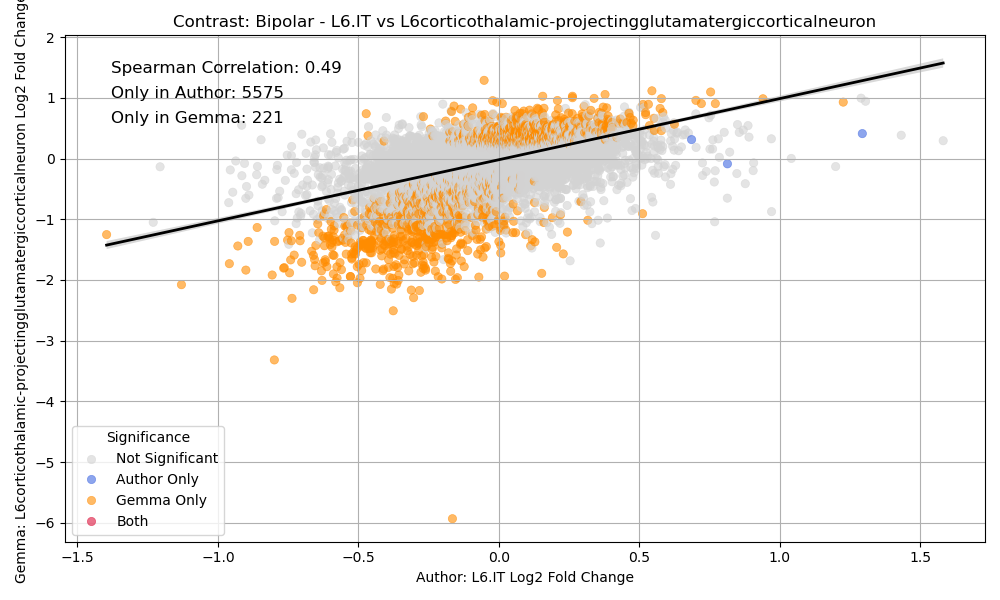 Contrast: Bipolar - L6.IT vs L6corticothalamic-projectingglutamatergiccorticalneuron
Gemma: L6corticothalamic-projectingglutamatergiccorticalneuron Log2 Fold Change
2
1
0
−1
−2
−3
−4
−5
−6
Spearman Correlation: 0.49
Only in Author: 5575
Only in Gemma: 221
Significance
Not Significant
Author Only
Gemma Only
Both
−1.5
−1.0
−0.5
0.0
0.5
1.0
1.5
Author: L6.IT Log2 Fold Change